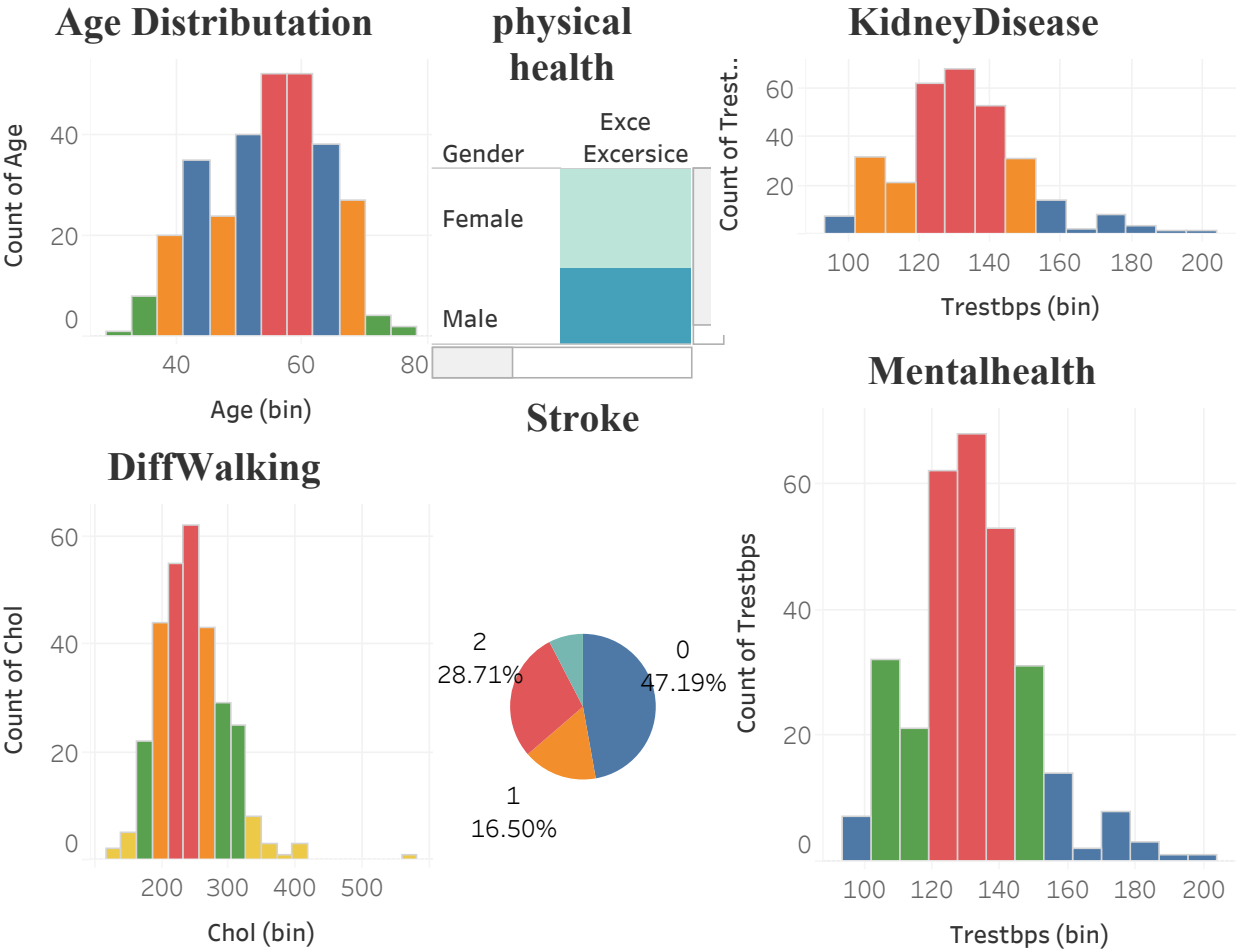 Age Distributation
Count of Age
40
20
0
40
60
80
Age (bin)
physical
health
Exce
Gender
Excersice
Female
Male
KidneyDisease
Count of Trest..
60
40
20
100
120
140
160
180
200
Trestbps (bin)
DiffWalking
Count of Chol
60
40
20
0
200
300
400
500
Chol (bin)
Stroke
2
28.71%
0
47.19%
1
16.50%
Mentalhealth
Count of Trestbps
60
40
20
0
100
120
140
160
180
200
Trestbps (bin)